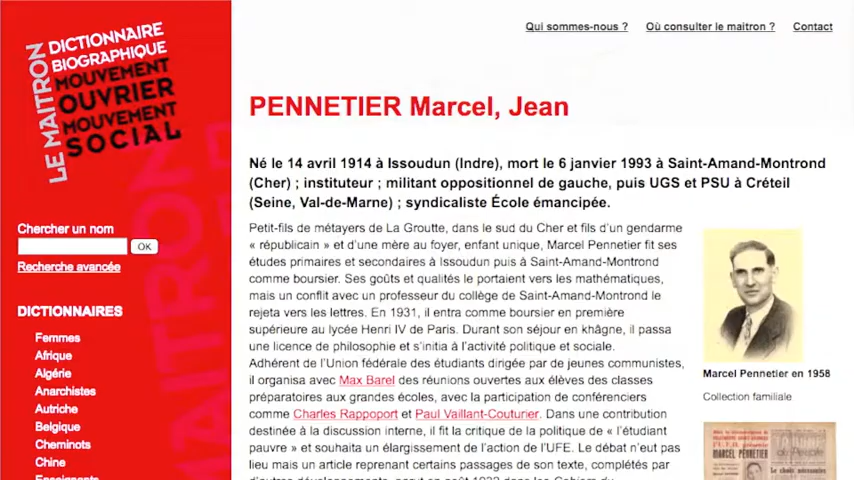 Qui sommes-nous ? Où consulter le maitron ? Contact
LE MAITRON
DICTIONNAIRE
BIOGRAPHIQUE
MOUVEMENT
OUVRIER
MOUVEMENT
SOCIAL
Chercher un nom
OK
Recherche avancée
DICTIONNAIRES
Femmes
Afrique
Algérie
Anarchistes
Autriche
Belgique
Cheminots
Chine
Enseignants
PENNETIER Marcel, Jean
Né le 14 avril 1914 à Issoudun (Indre), mort le 6 janvier 1993 à Saint-Amand-Montrond
(Cher) ; instituteur ; militant oppositionnel de gauche, puis UGS et PSU à Créteil
(Seine, Val-de-Marne) ; syndicaliste École émancipée.
Petit-fils de métayers de La Groutte, dans le sud du Cher et fils d'un gendarme
« républicain » et d'une mère au foyer, enfant unique, Marcel Pennetier fit ses
études primaires et secondaires à Issoudun puis à Saint-Amand-Montrond
comme boursier. Ses goûts et qualités le portaient vers les mathématiques,
mais un conflit avec un professeur du collège de Saint-Amand-Montrond le
rejeta vers les lettres. En 1931, il entra comme boursier en première
supérieure au lycée Henri IV de Paris. Durant son séjour en khâgne, il passa
une licence de philosophie et s'initia à l'activité politique et sociale.
Adhérent de l'Union fédérale des étudiants dirigée par de jeunes communistes,
il organisa avec Max Barel des réunions ouvertes aux élèves des classes
préparatoires aux grandes écoles, avec la participation de conférenciers
comme Charles Rappoport et Paul Vaillant-Couturier. Dans une contribution
destinée à la discussion interne, il fit la critique de la politique de « l'étudiant
pauvre » et souhaita un élargissement de l'action de l'UFE. Le débat n'eut pas
lieu mais un article reprenant certains passages de son texte, complétés par
Marcel Pennetier en 1958
Collection familiale
MARCEL PENNETIER